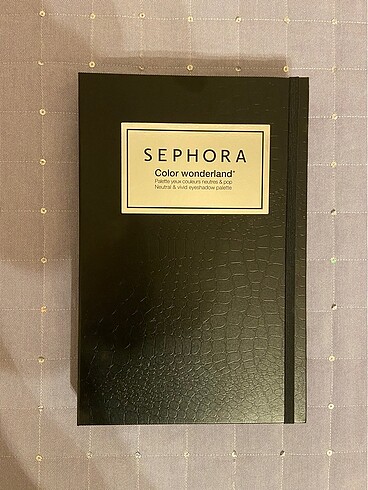 SEPHORA
Color wonderland*
Palette yeux couleurs neutres & pop
Neutral & vivid eyeshadow palette